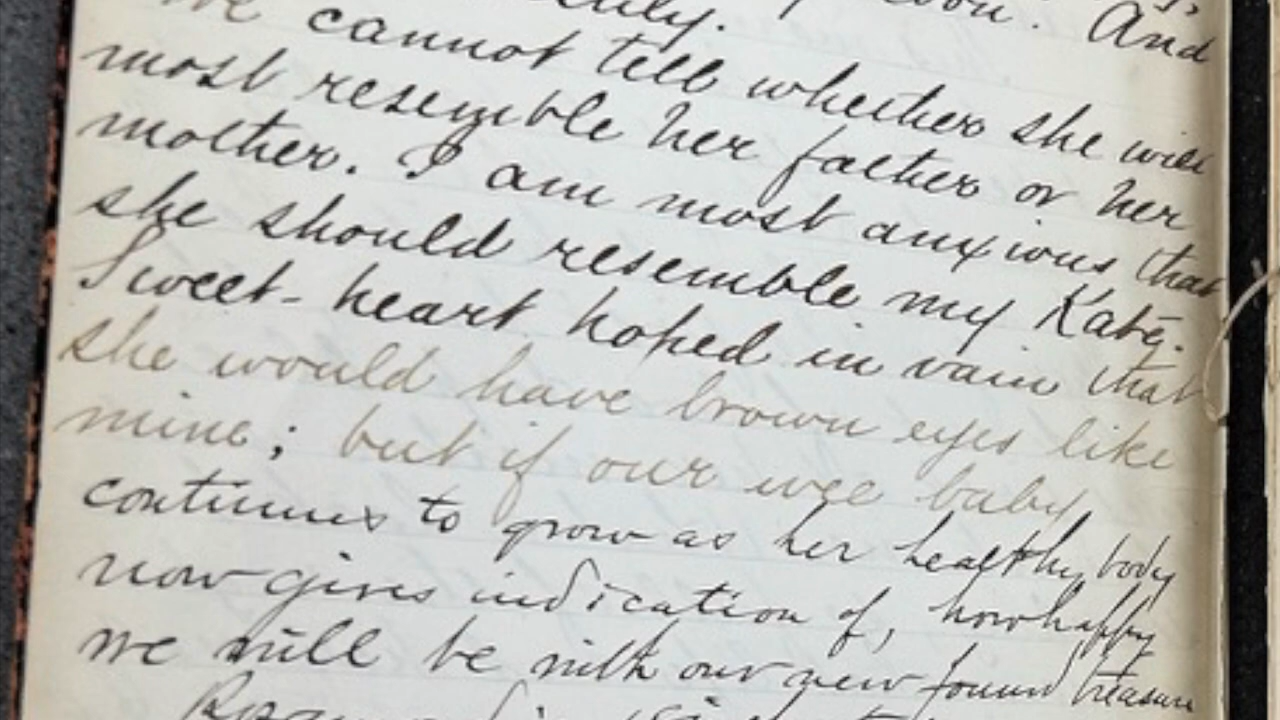 And
we cannot tell whether she will
most resemble her father or her
mother. I am most anxious that
she should resemble my Kate.
Sweet-heart hoped in vain that
she would have brown eyes like
mine; but if our wee baby
continues to grow as her healthy body
now gives indication of, how happy
we will be with our new found treasure